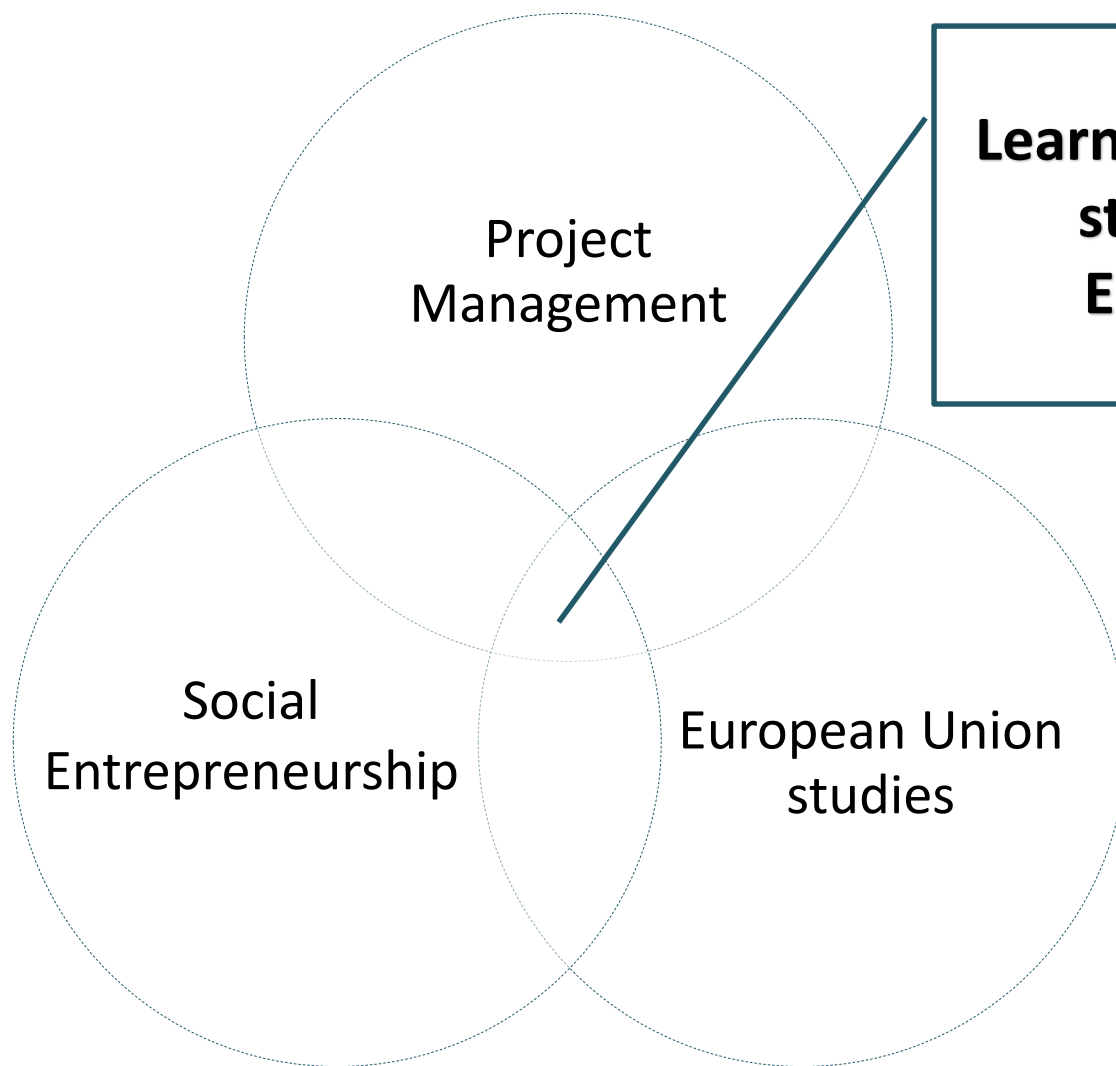 Project
Management
Social
Entrepreneurship
European Union
studies